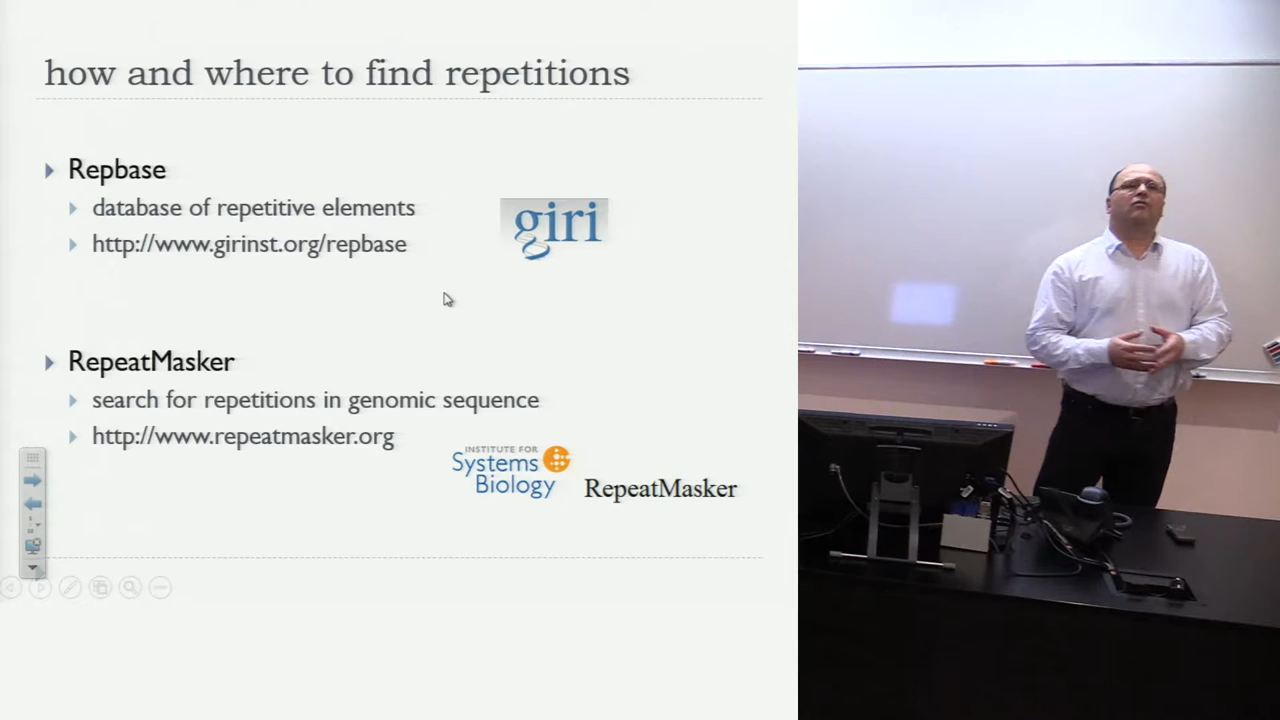 how and where to find repetitions
Repbase
database of repetitive elements
http://www.girinst.org/repbase
giri
RepeatMasker
search for repetitions in genomic sequence
http://www.repeatmasker.org
INSTITUTE FOR
Systems
Biology
RepeatMasker